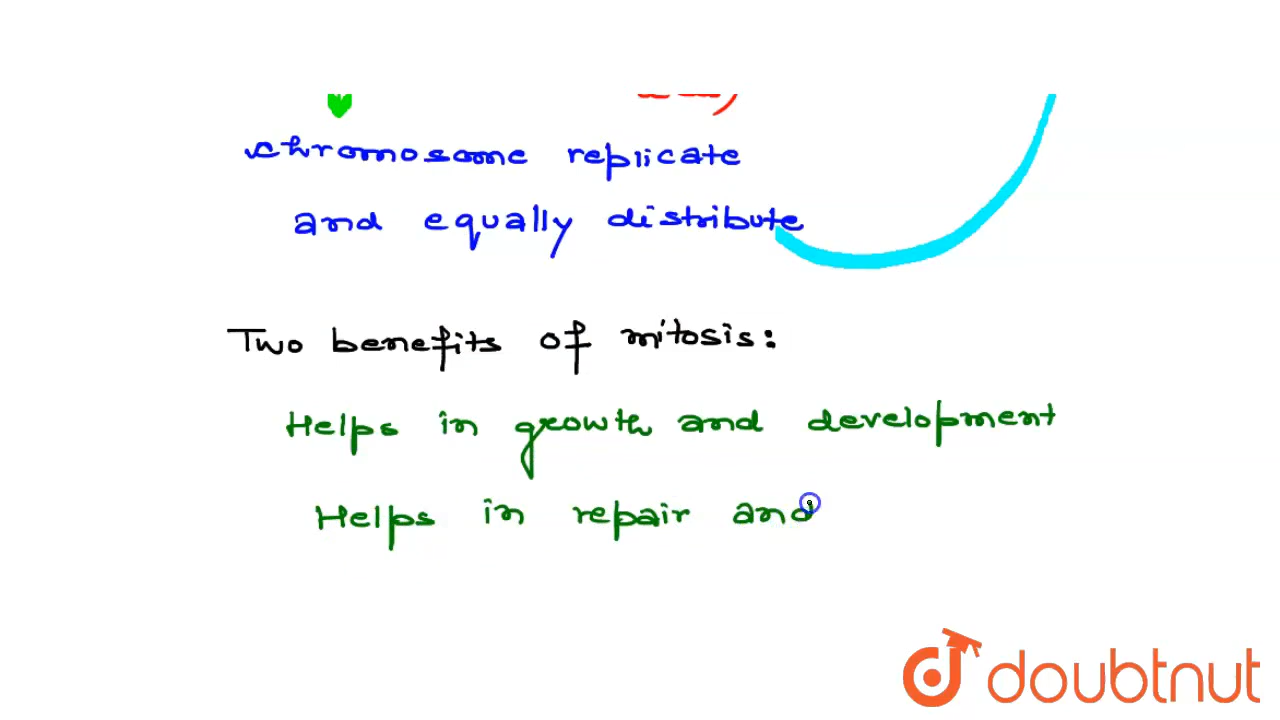 chromosome replicate
and equally distribute
Two benefits of mitosis:
Helps in growth and development
Helps in repair and
doubtnut